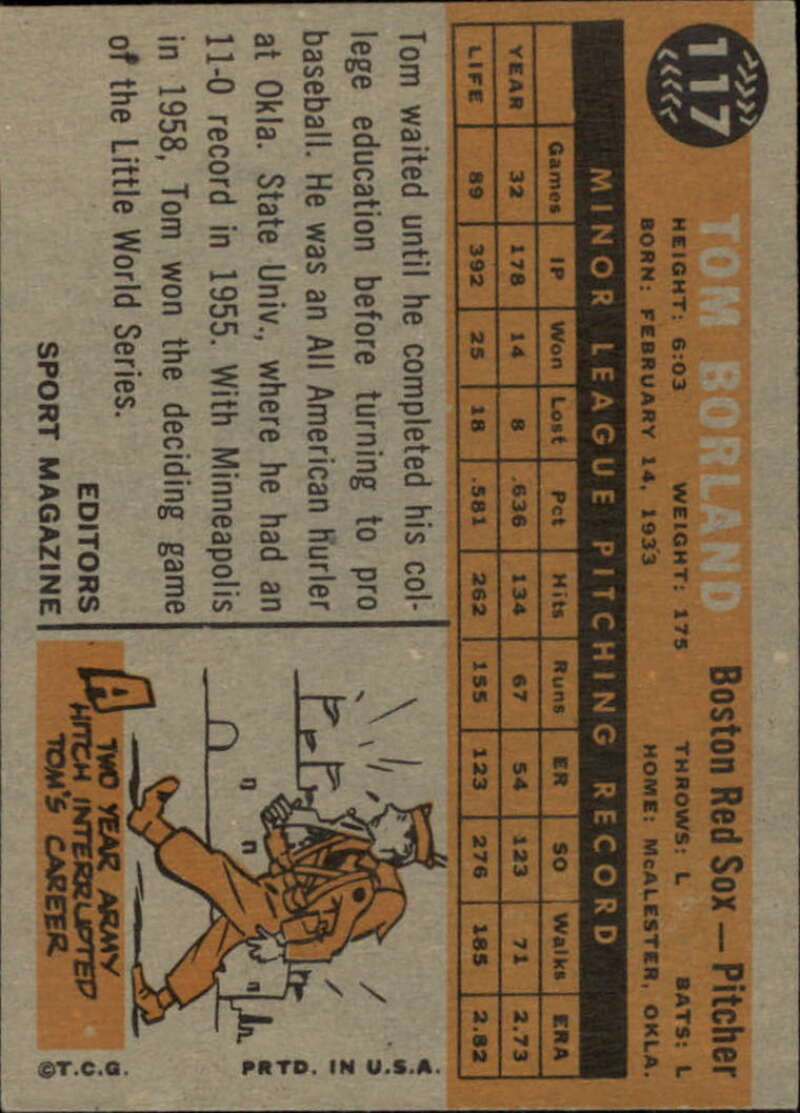 117
TOM BORLAND Boston Red Sox — Pitcher
HEIGHT: 6:03 WEIGHT: 175 THROWS: L BATS: L
BORN: FEBRUARY 14, 1933 HOME: McALESTER, OKLA.
MINOR LEAGUE PITCHING RECORD
Games IP Won Lost Pct Hits Runs ER SO Walks ERA
YEAR 32 178 14 8 .636 134 67 54 123 71 2.73
LIFE 89 392 25 18 .581 262 155 123 276 185 2.82
Tom waited until he completed his col-
lege education before turning to pro
baseball. He was an All American hurler
at Okla. State Univ., where he had an
11-0 record in 1955. With Minneapolis
in 1958, Tom won the deciding game
of the Little World Series.
EDITORS
SPORT MAGAZINE
TWO YEAR ARMY
HITCH INTERRUPTED
TOM'S CAREER
©T.C.G. PRTD. IN U.S.A.